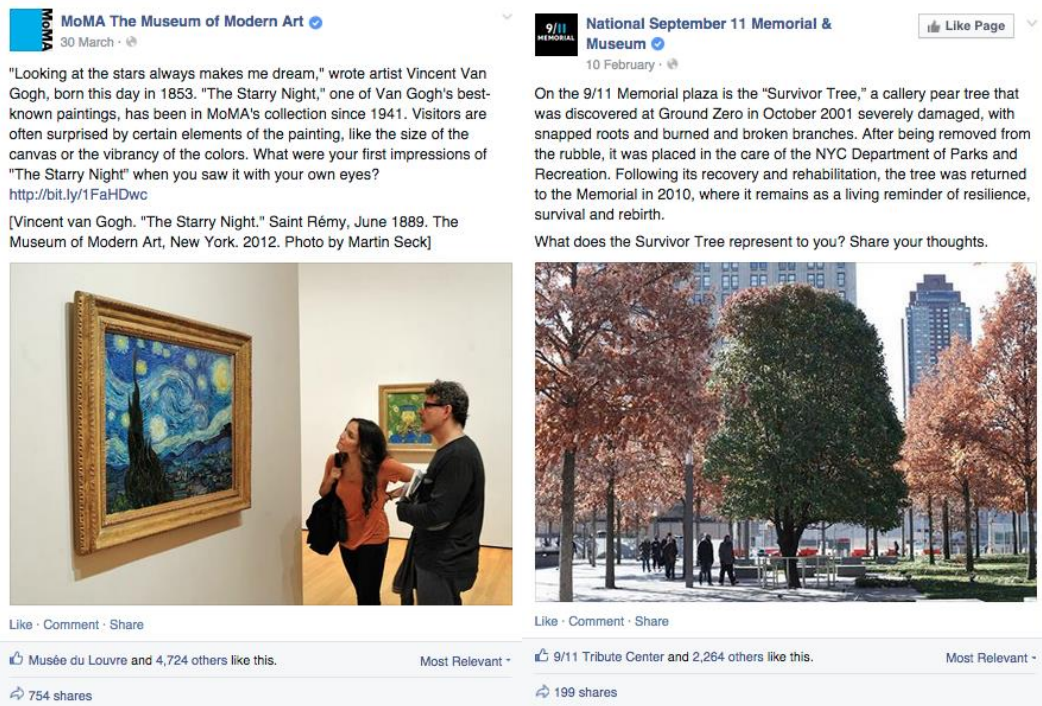 MoMA
MoMA The Museum of Modern Art
30 March ·
"Looking at the stars always makes me dream," wrote artist Vincent Van
Gogh, born this day in 1853. "The Starry Night," one of Van Gogh's best-
known paintings, has been in MoMA's collection since 1941. Visitors are
often surprised by certain elements of the painting, like the size of the
canvas or the vibrancy of the colors. What were your first impressions of
"The Starry Night" when you saw it with your own eyes?
http://bit.ly/1FaHDwc
[Vincent van Gogh. "The Starry Night." Saint Rémy, June 1889. The
Museum of Modern Art, New York. 2012. Photo by Martin Seck]
Like · Comment · Share
Musée du Louvre and 4,724 others like this.
Most Relevant
754 shares
9/11
MEMORIAL
National September 11 Memorial &
Museum
Like Page
10 February ·
On the 9/11 Memorial plaza is the “Survivor Tree,” a callery pear tree that
was discovered at Ground Zero in October 2001 severely damaged, with
snapped roots and burned and broken branches. After being removed from
the rubble, it was placed in the care of the NYC Department of Parks and
Recreation. Following its recovery and rehabilitation, the tree was returned
to the Memorial in 2010, where it remains as a living reminder of resilience,
survival and rebirth.
What does the Survivor Tree represent to you? Share your thoughts.
Like · Comment · Share
9/11 Tribute Center and 2,264 others like this.
Most Relevant
199 shares